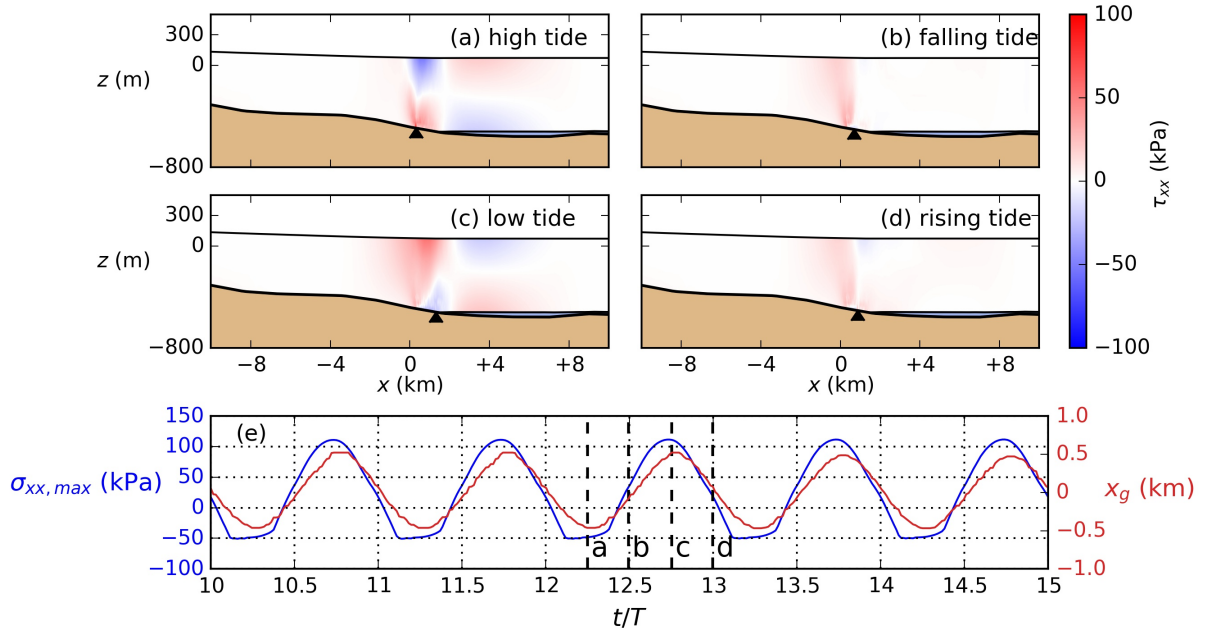 (a) high tide
(b) falling tide
300
0
z (m)
−800
100
50
0
−50
−100
τxx (kPa)
(c) low tide
(d) rising tide
300
0
z (m)
−800
−8 −4 0 +4 +8
−8 −4 0 +4 +8
x (km)
x (km)
(e)
150
100
50
0
−50
−100
σxx,max (kPa)
1.0
0.5
0
−0.5
−1.0
xg (km)
a b c d
10 10.5 11 11.5 12 12.5 13 13.5 14 14.5 15
t/T